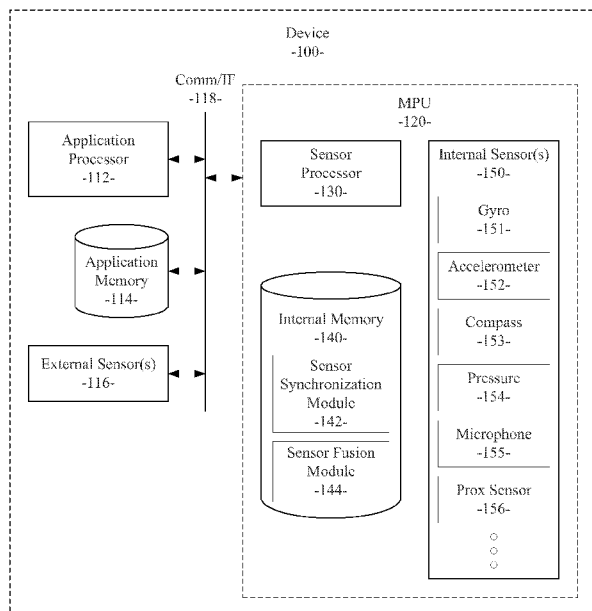 Device
-100-
Comm/IF
-118-
MPU
-120-
Application
Processor
-112-
Application
Memory
-114-
External Sensor(s)
-116-
Sensor
Processor
-130-
Internal Memory
-140-
Sensor
Synchronization
Module
-142-
Sensor Fusion
Module
-144-
Internal Sensor(s)
-150-
Gyro
-151-
Accelerometer
-152-
Compass
-153-
Pressure
-154-
Microphone
-155-
Prox Sensor
-156-